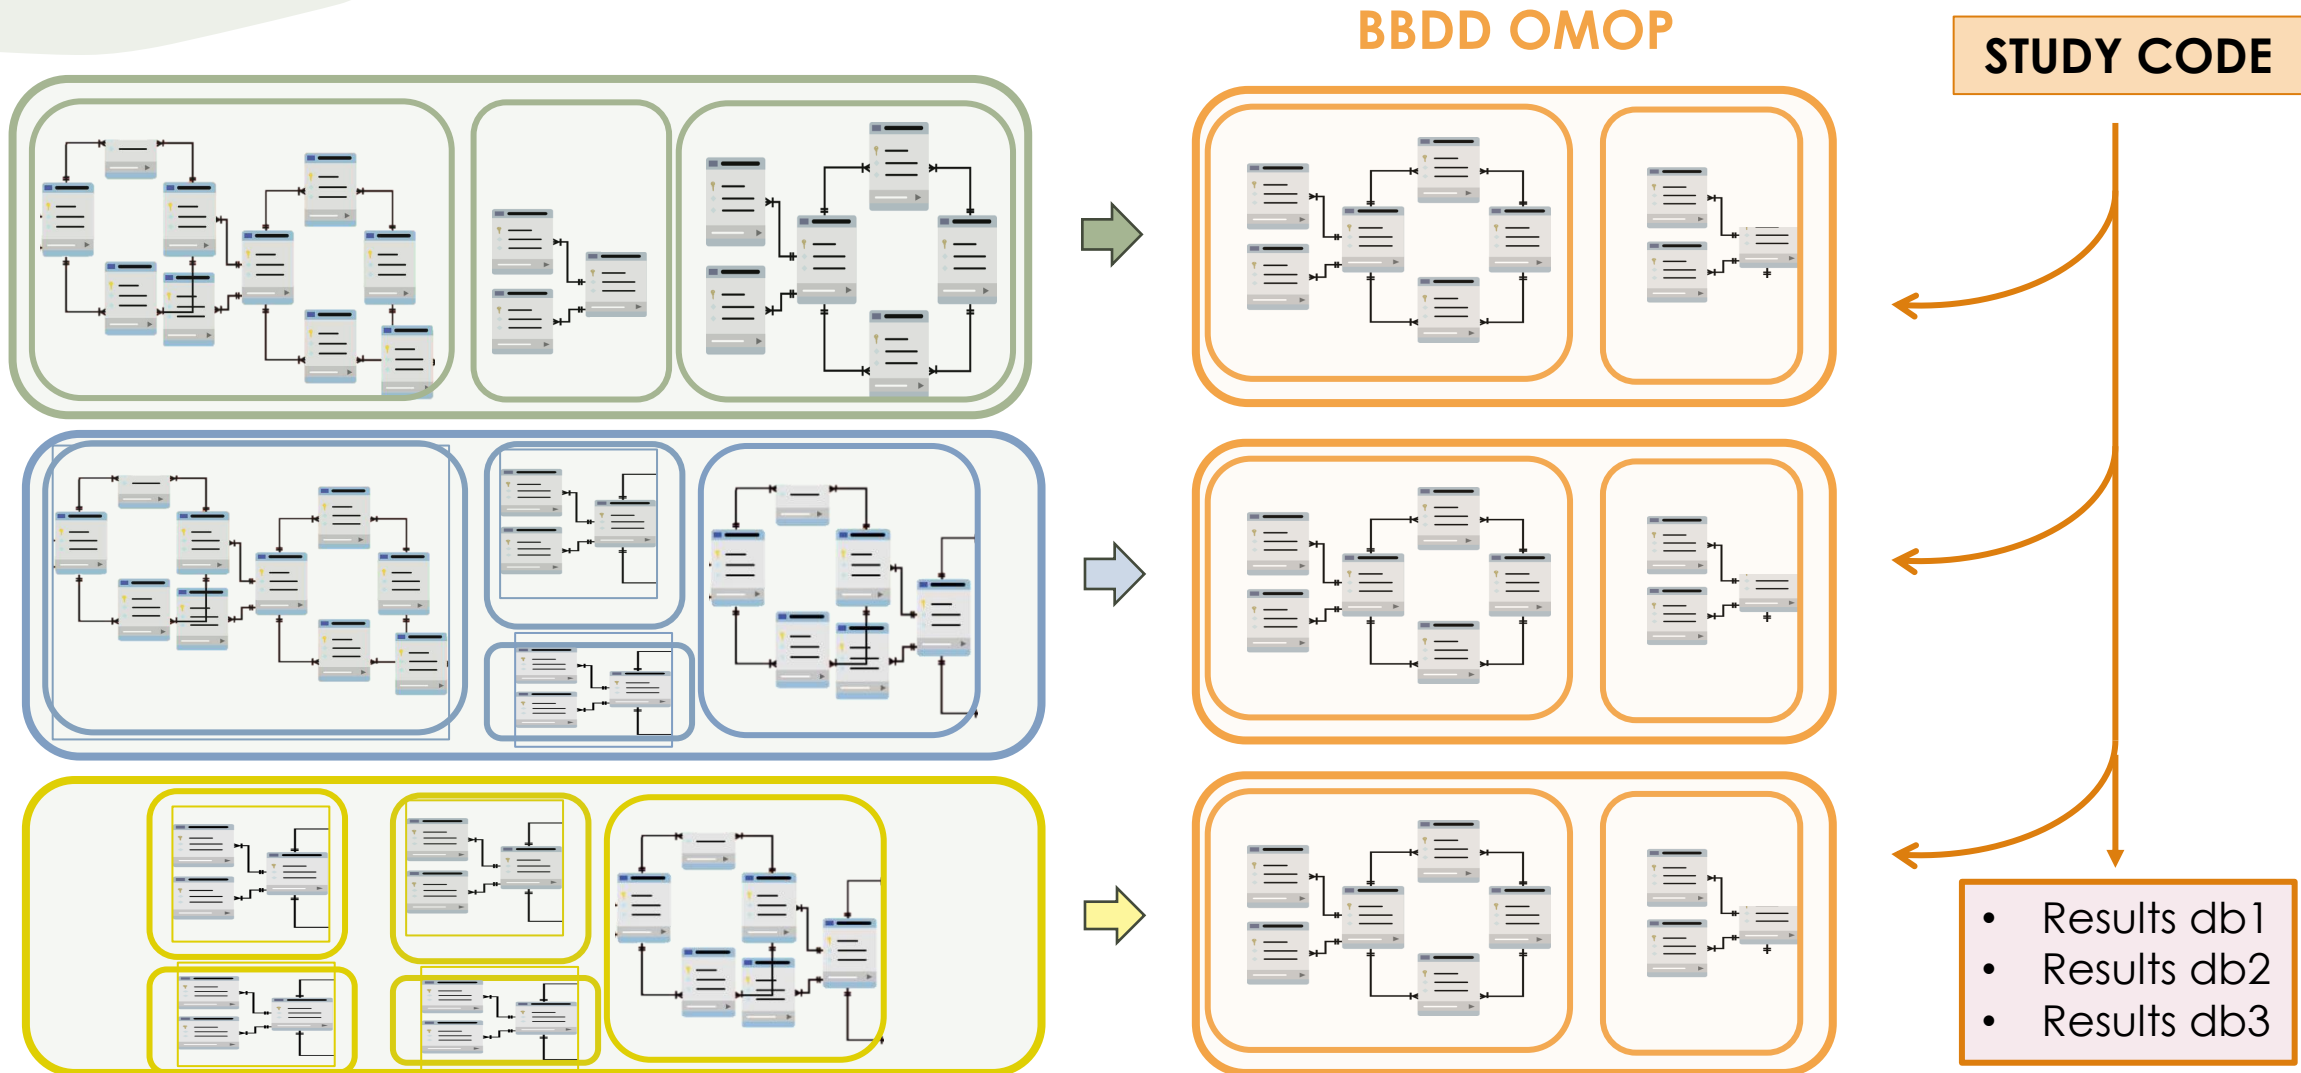 BBDD OMOP
STUDY CODE
• Results db1
• Results db2
• Results db3